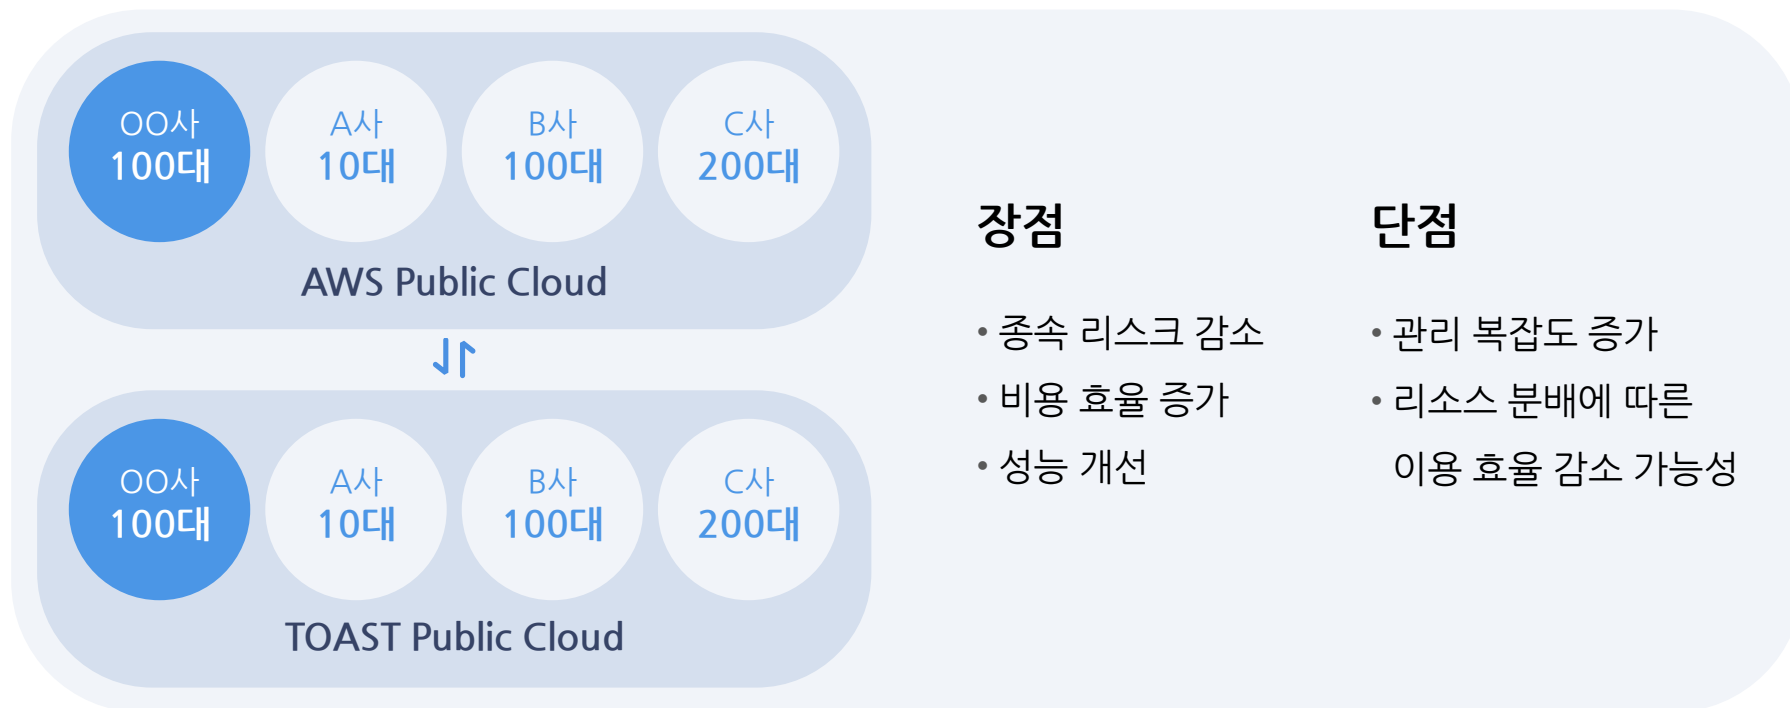 OO사
100대
A사
10대
B사
100대
C사
200대
AWS Public Cloud
OO사
100대
A사
10대
B사
100대
C사
200대
TOAST Public Cloud
장점
• 종속 리스크 감소
• 비용 효율 증가
• 성능 개선
단점
• 관리 복잡도 증가
• 리소스 분배에 따른
이용 효율 감소 가능성